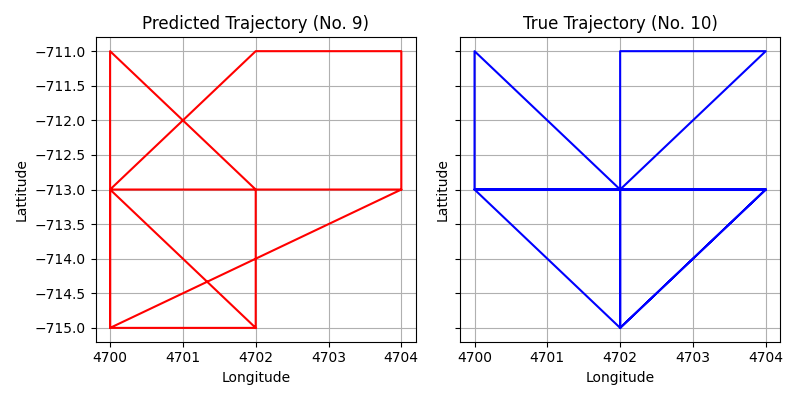 Predicted Trajectory (No. 9)
True Trajectory (No. 10)
−711.0
−711.5
−712.0
−712.5
−713.0
−713.5
−714.0
−714.5
−715.0
Lattitude
Lattitude
4700 4701 4702 4703 4704
4700 4701 4702 4703 4704
Longitude
Longitude